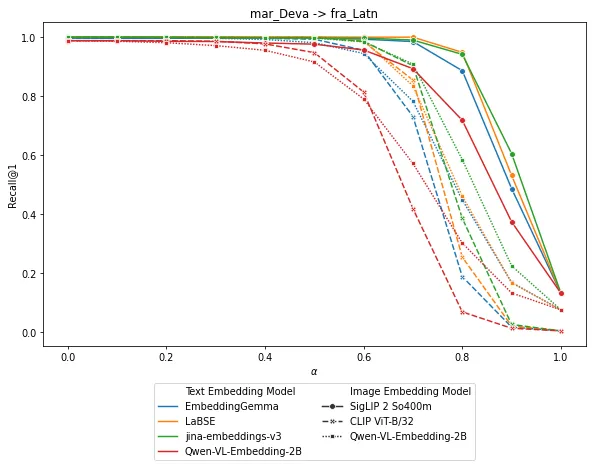 mar_Deva -> fra_Latn
1.0
0.8
0.6
0.4
0.2
0.0
Recall@1
0.0 0.2 0.4 0.6 0.8 1.0
α
Text Embedding Model Image Embedding Model
EmbeddingGemma SigLIP 2 So400m
LaBSE CLIP ViT-B/32
jina-embeddings-v3 Qwen-VL-Embedding-2B
Qwen-VL-Embedding-2B